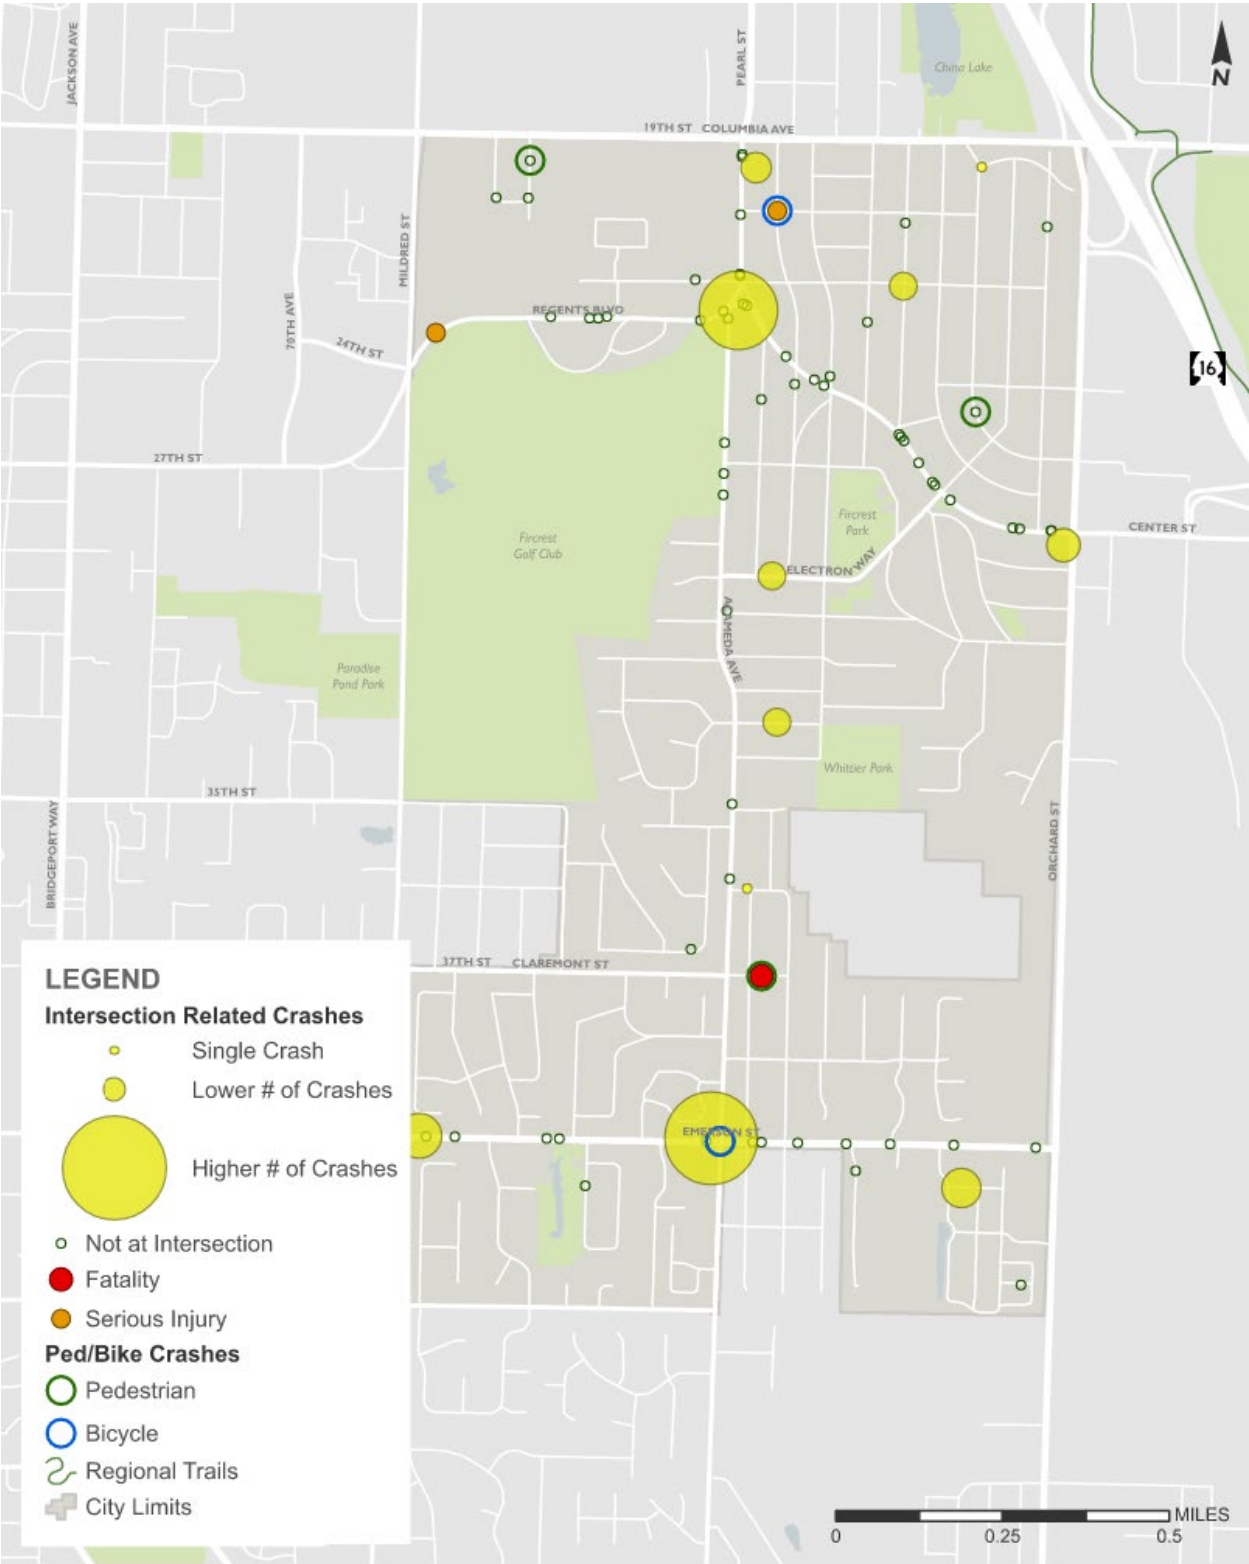 JACKSON AVE
PEARL ST
China Lake
N
19TH ST COLUMBIA AVE
MILDRED ST
70TH AVE
24TH ST
REGENTS BLVD
16
27TH ST
Fircrest
Golf Club
Fircrest
Park
CENTER ST
ELECTRON WAY
ALAMEDA AVE
Paradise
Pond Park
Whittier Park
35TH ST
BRIDGEPORT WAY
ORCHARD ST
37TH ST CLAREMONT ST
EMERSON ST
LEGEND
Intersection Related Crashes
Single Crash
Lower # of Crashes
Higher # of Crashes
Not at Intersection
Fatality
Serious Injury
Ped/Bike Crashes
Pedestrian
Bicycle
Regional Trails
City Limits
MILES
0 0.25 0.5